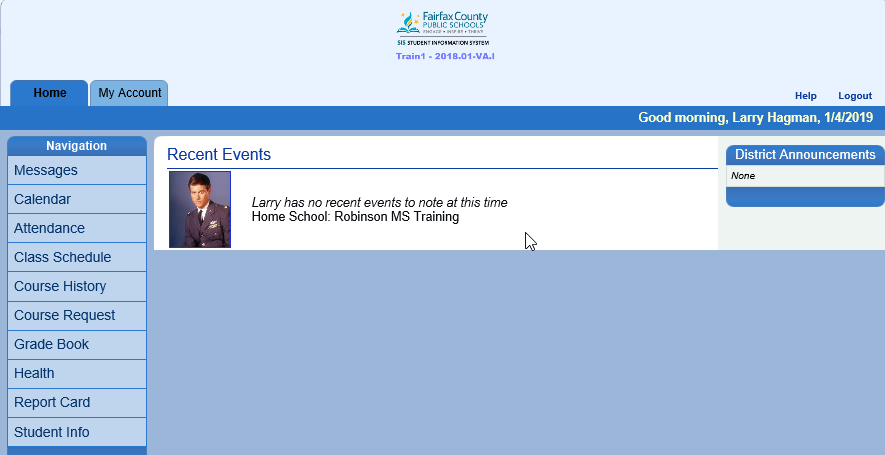 Fairfax County
PUBLIC SCHOOLS
ENGAGE • INSPIRE • THRIVE
SIS STUDENT INFORMATION SYSTEM
Train1 - 2018.01-VA.I
Home
My Account
Help
Logout
Good morning, Larry Hagman, 1/4/2019
Navigation
Messages
Calendar
Attendance
Class Schedule
Course History
Course Request
Grade Book
Health
Report Card
Student Info
Recent Events
Larry has no recent events to note at this time
Home School: Robinson MS Training
District Announcements
None